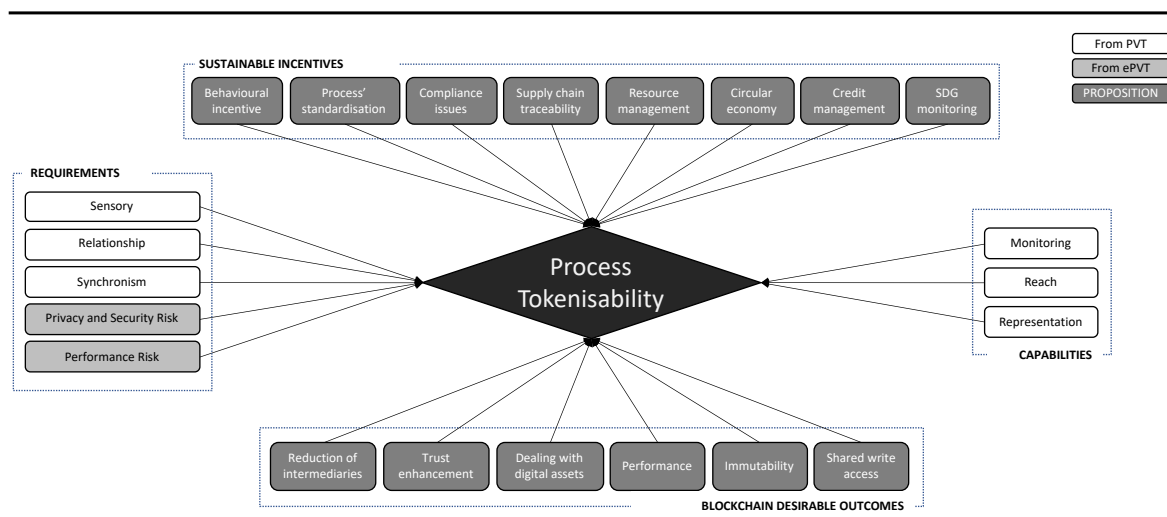 From PVT
From ePVT
PROPOSITION
SUSTAINABLE INCENTIVES
Behavioural
incentive
Process'
standardisation
Compliance
issues
Supply chain
traceability
Resource
management
Circular
economy
Credit
management
SDG
monitoring
REQUIREMENTS
Sensory
Relationship
Synchronism
Privacy and Security Risk
Performance Risk
Process
Tokenisability
Monitoring
Reach
Representation
CAPABILITIES
Reduction of
intermediaries
Trust
enhancement
Dealing with
digital assets
Performance
Immutability
Shared write
access
BLOCKCHAIN DESIRABLE OUTCOMES